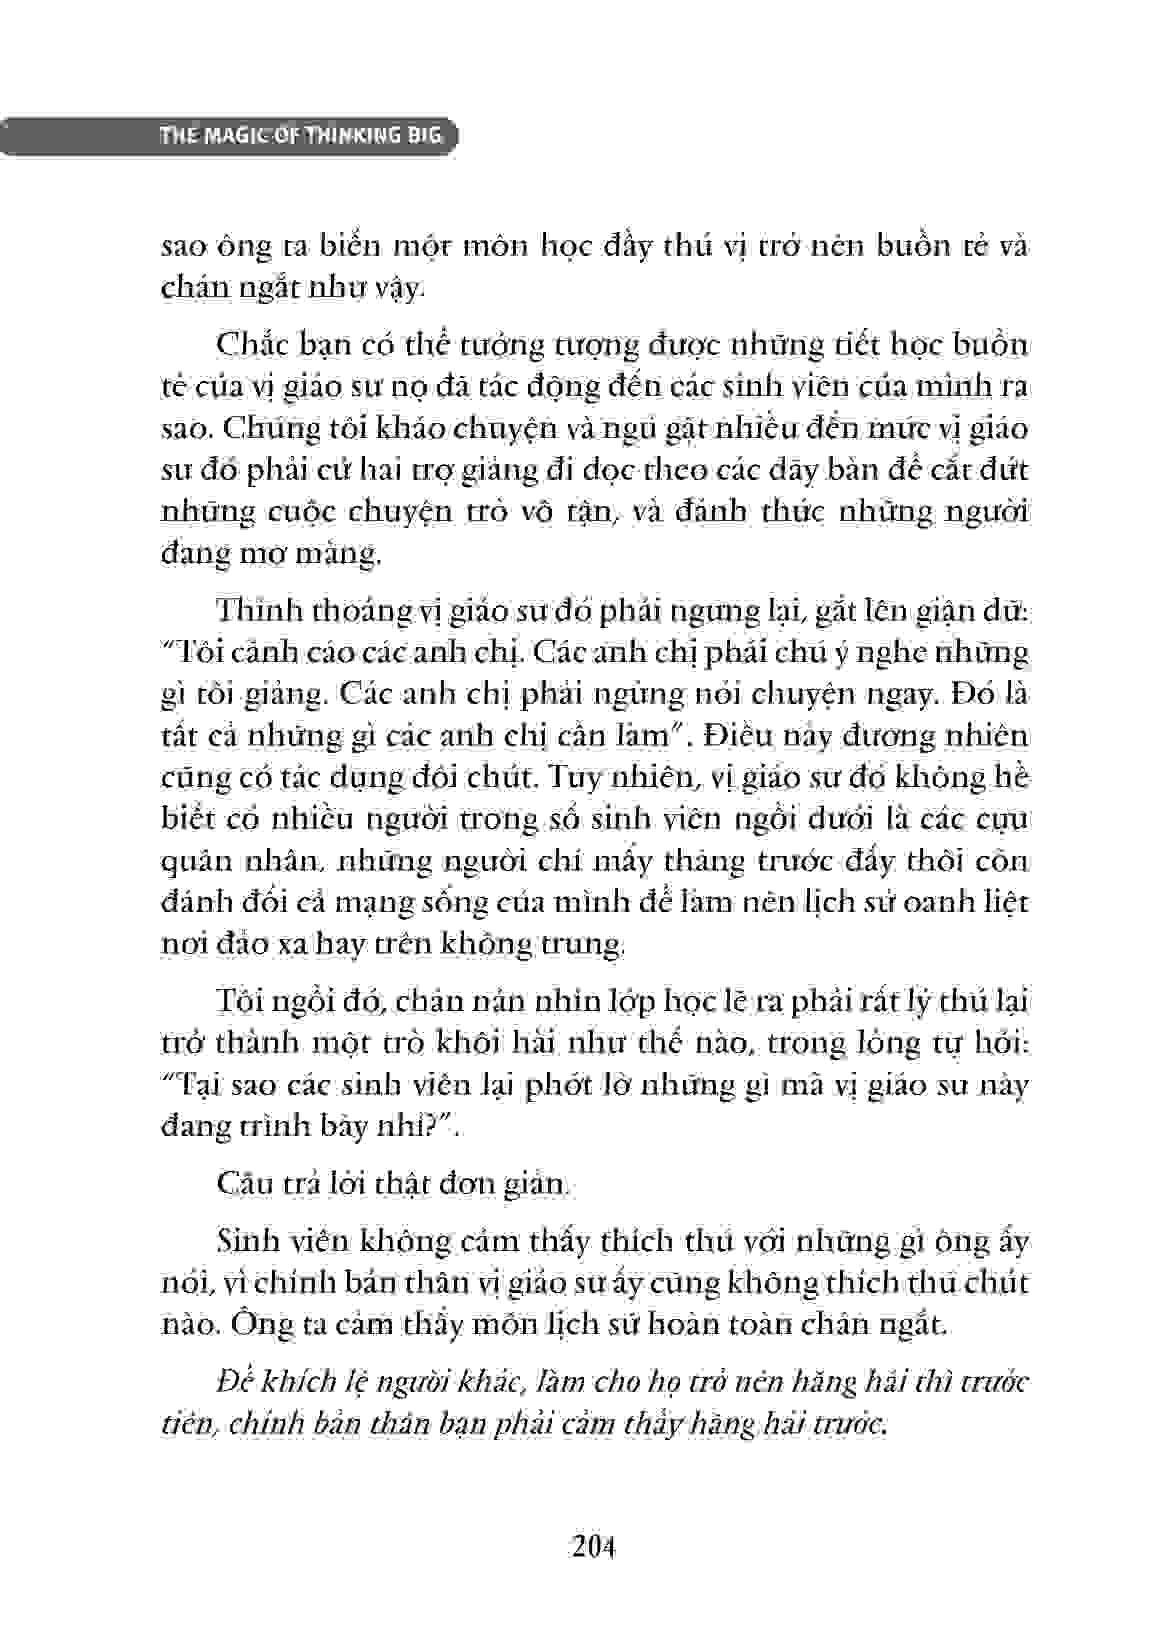 THE MAGIC OF THINKING BIG
sao ông ta biến một môn học đầy thú vị trở nên buồn tẻ và
chán ngắt như vậy.
Chắc bạn có thể tưởng tượng được những tiết học buồn
tẻ của vị giáo sư nọ đã tác động đến các sinh viên của mình ra
sao. Chúng tôi kháo chuyện và ngủ gật nhiều đến mức vị giáo
sư đó phải cử hai trợ giảng đi dọc theo các dãy bàn để cắt đứt
những cuộc chuyện trò vô tận, và đánh thức những người
đang mơ màng.
Thỉnh thoảng vị giáo sư đó phải ngưng lại, gắt lên giận dữ:
“Tôi cảnh cáo các anh chị. Các anh chị phải chú ý nghe những
gì tôi giảng. Các anh chị phải ngừng nói chuyện ngay. Đó là
tất cả những gì các anh chị cần làm”. Điều này đương nhiên
cũng có tác dụng đôi chút. Tuy nhiên, vị giáo sư đó không hề
biết có nhiều người trong số sinh viên ngồi dưới là các cựu
quân nhân, những người chỉ mấy tháng trước đấy thôi còn
đánh đổi cả mạng sống của mình để làm nên lịch sử oanh liệt
nơi đảo xa hay trên không trung.
Tôi ngồi đó, chán nản nhìn lớp học lẽ ra phải rất lý thú lại
trở thành một trò khôi hài như thế nào, trong lòng tự hỏi:
“Tại sao các sinh viên lại phớt lờ những gì mà vị giáo sư này
đang trình bày nhỉ?”.
Câu trả lời thật đơn giản.
Sinh viên không cảm thấy thích thú với những gì ông ấy
nói, vì chính bản thân vị giáo sư ấy cũng không thích thú chút
nào. Ông ta cảm thấy môn lịch sử hoàn toàn chán ngắt.
Để khích lệ người khác, làm cho họ trở nên hăng hái thì trước
tiên, chính bản thân bạn phải cảm thấy hăng hái trước.
204